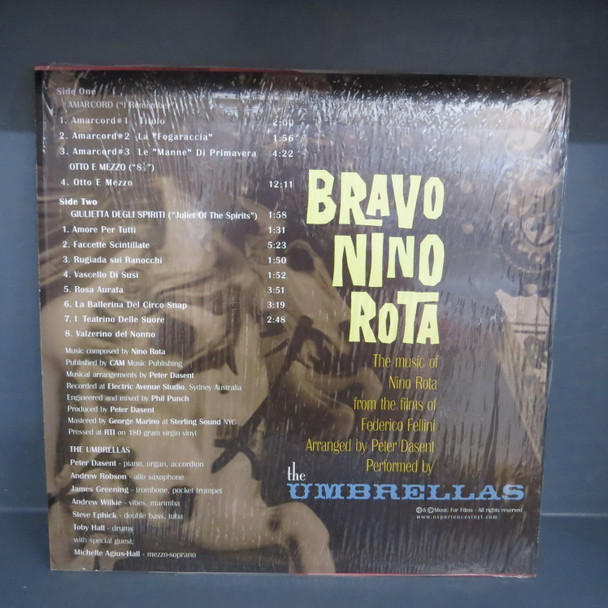 Side One
AMARCORD ("I Remember")
1. Amarcord#1 Titolo 2:00
2. Amarcord#2 La "Fogaraccia" 1:56
3. Amarcord#3 Le "Manne" Di Primavera 4:22
OTTO E MEZZO ("8½")
4. Otto E Mezzo 12:11
Side Two
GIULIETTA DEGLI SPIRITI ("Juliet Of The Spirits") 1:58
1. Amore Per Tutti 1:31
2. Faccette Scintillate 5:23
3. Rugiada sui Ranocchi 1:50
4. Vascello Di Susi 1:52
5. Rosa Aurata 3:51
6. La Ballerina Del Circo Snap 3:19
7. I Teatrino Delle Suore 2:48
8. Valzerino del Nonno
Music composed by Nino Rota
Published by CAM Music Publishing
Musical arrangements by Peter Dasent
Recorded at Electric Avenue Studio, Sydney Australia
Engineered and mixed by Phil Punch
Produced by Peter Dasent
Mastered by George Marino at Sterling Sound NYC
Pressed at RTI on 180 gram virgin vinyl
THE UMBRELLAS
Peter Dasent - piano, organ, accordion
Andrew Robson - alto saxophone
James Greening - trombone, pocket trumpet
Andrew Wilkie - vibes, marimba
Steve Elphick - double bass, tuba
Toby Hall - drums
with special guest;
Michelle Agius-Hall - mezzo-soprano
BRAVO
NINO
ROTA
The music of
Nino Rota
from the films of
Federico Fellini
Arranged by Peter Dasent
Performed by
the
UMBRELLAS
℗ & © Music For Films - All rights reserved
www.experiencevinyl.com